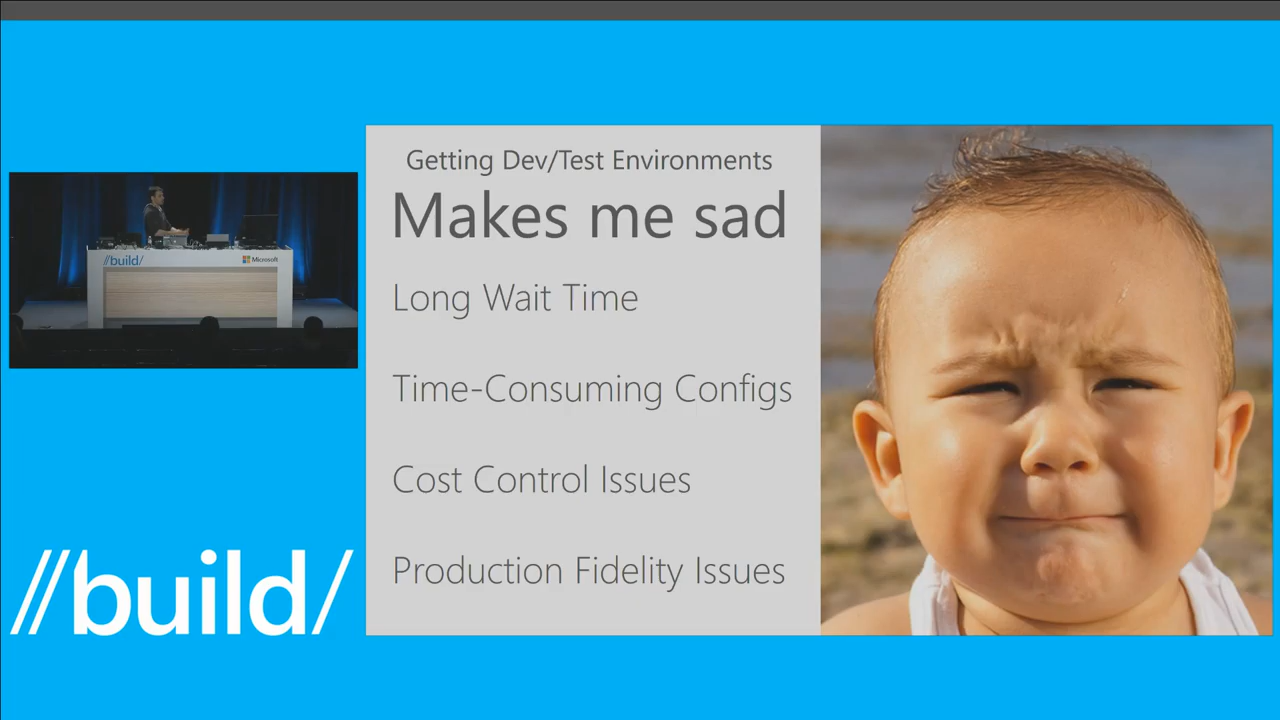 Getting Dev/Test Environments
Makes me sad
Long Wait Time
Time-Consuming Configs
Cost Control Issues
Production Fidelity Issues
//build/
Microsoft
//build/